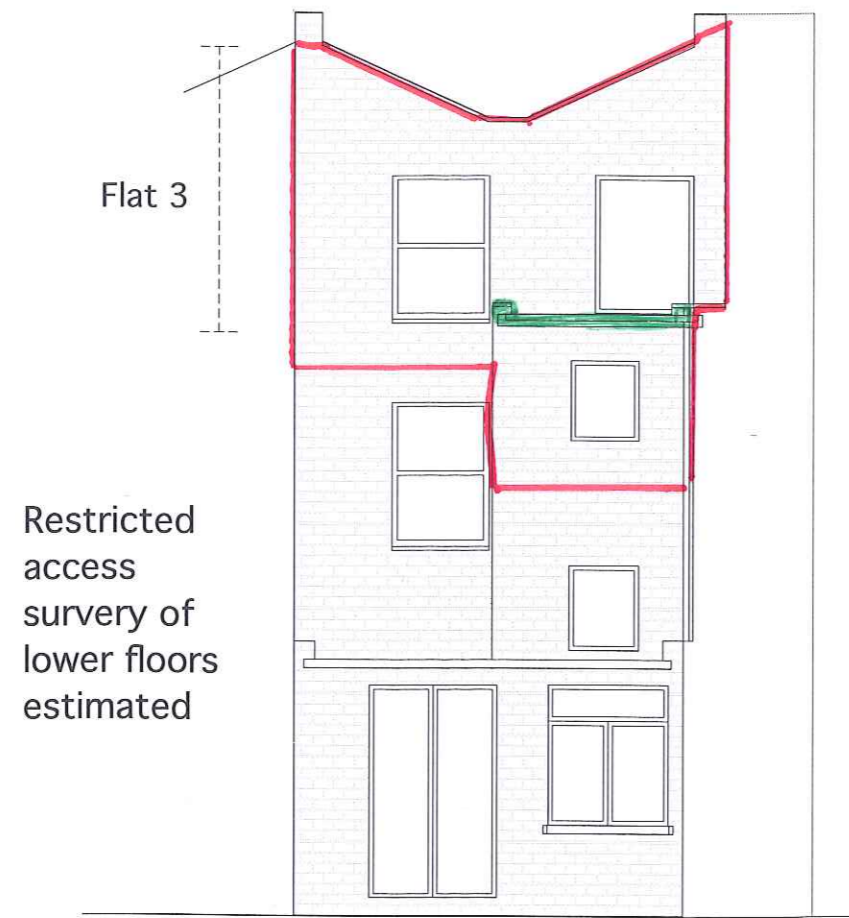 Flat 3
Restricted
access
survery of
lower floors
estimated